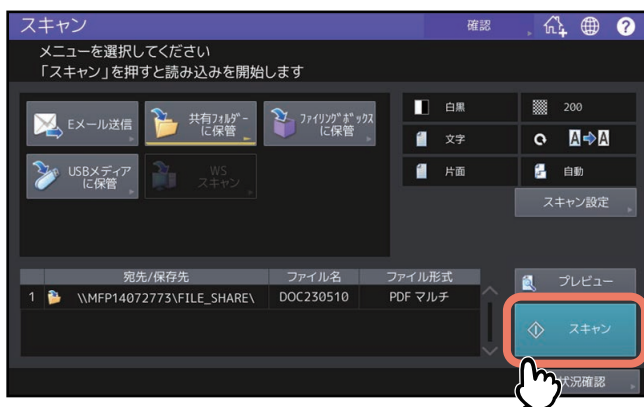 スキャン
確認
メニューを選択してください
「スキャン」を押すと読み込みを開始します
Eメール送信
共有フォルダーに保管
ファイリングボックスに保管
USBメディアに保管
WSスキャン
白黒
200
文字
A A
片面
自動
スキャン設定
宛先/保存先 ファイル名 ファイル形式
1 \\MFP14072773\FILE_SHARE\ DOC230510 PDF マルチ
プレビュー
スキャン
状況確認